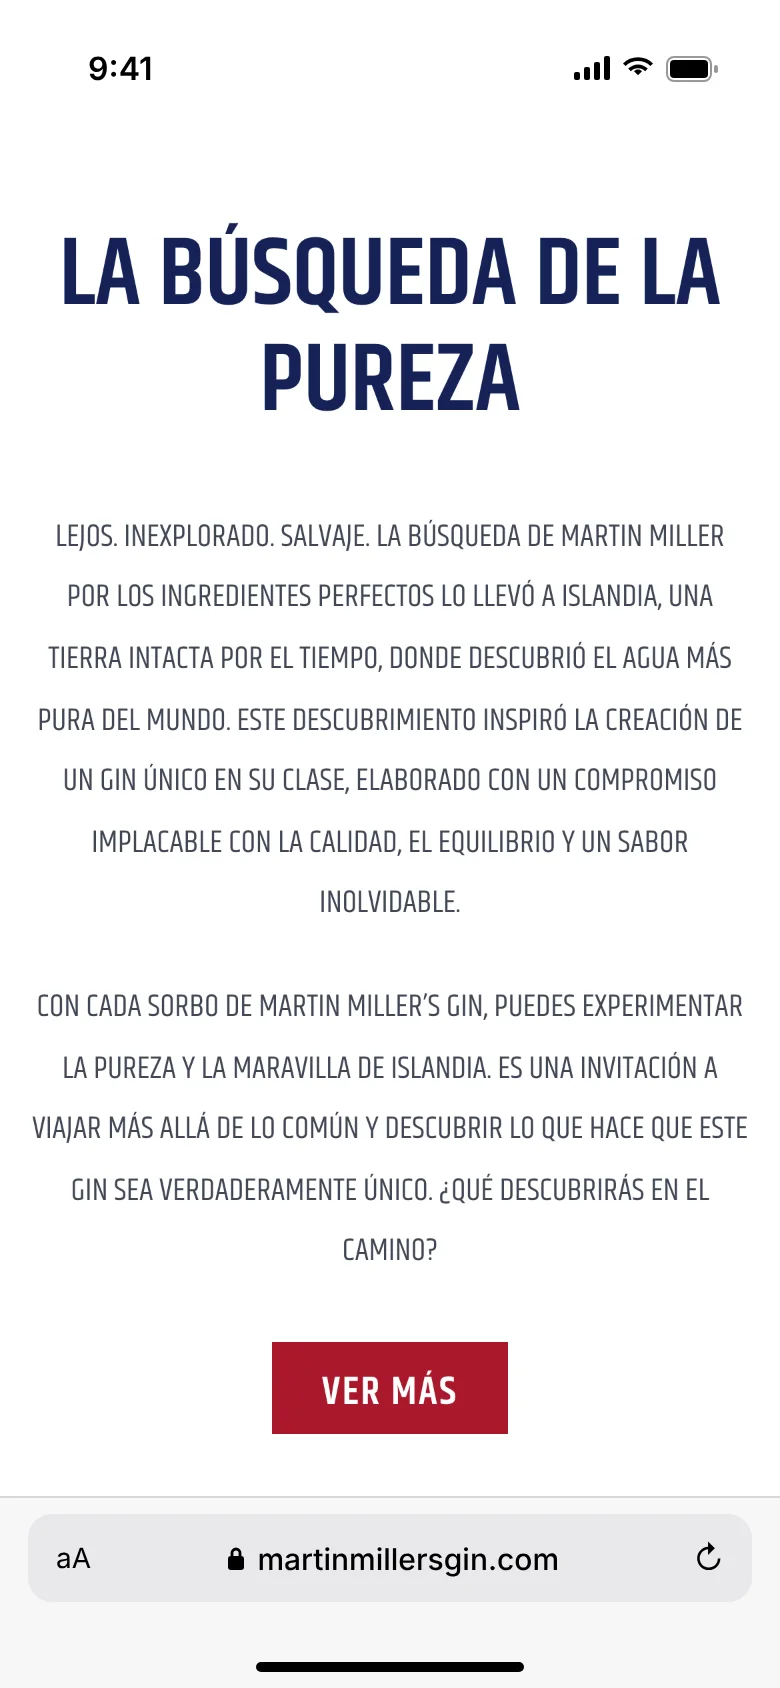 9:41
LA BÚSQUEDA DE LA
PUREZA
LEJOS. INEXPLORADO. SALVAJE. LA BÚSQUEDA DE MARTIN MILLER
POR LOS INGREDIENTES PERFECTOS LO LLEVÓ A ISLANDIA, UNA
TIERRA INTACTA POR EL TIEMPO, DONDE DESCUBRIÓ EL AGUA MÁS
PURA DEL MUNDO. ESTE DESCUBRIMIENTO INSPIRÓ LA CREACIÓN DE
UN GIN ÚNICO EN SU CLASE, ELABORADO CON UN COMPROMISO
IMPLACABLE CON LA CALIDAD, EL EQUILIBRIO Y UN SABOR
INOLVIDABLE.
CON CADA SORBO DE MARTIN MILLER’S GIN, PUEDES EXPERIMENTAR
LA PUREZA Y LA MARAVILLA DE ISLANDIA. ES UNA INVITACIÓN A
VIAJAR MÁS ALLÁ DE LO COMÚN Y DESCUBRIR LO QUE HACE QUE ESTE
GIN SEA VERDADERAMENTE ÚNICO. ¿QUÉ DESCUBRIRÁS EN EL
CAMINO?
VER MÁS
aA martinmillersgin.com